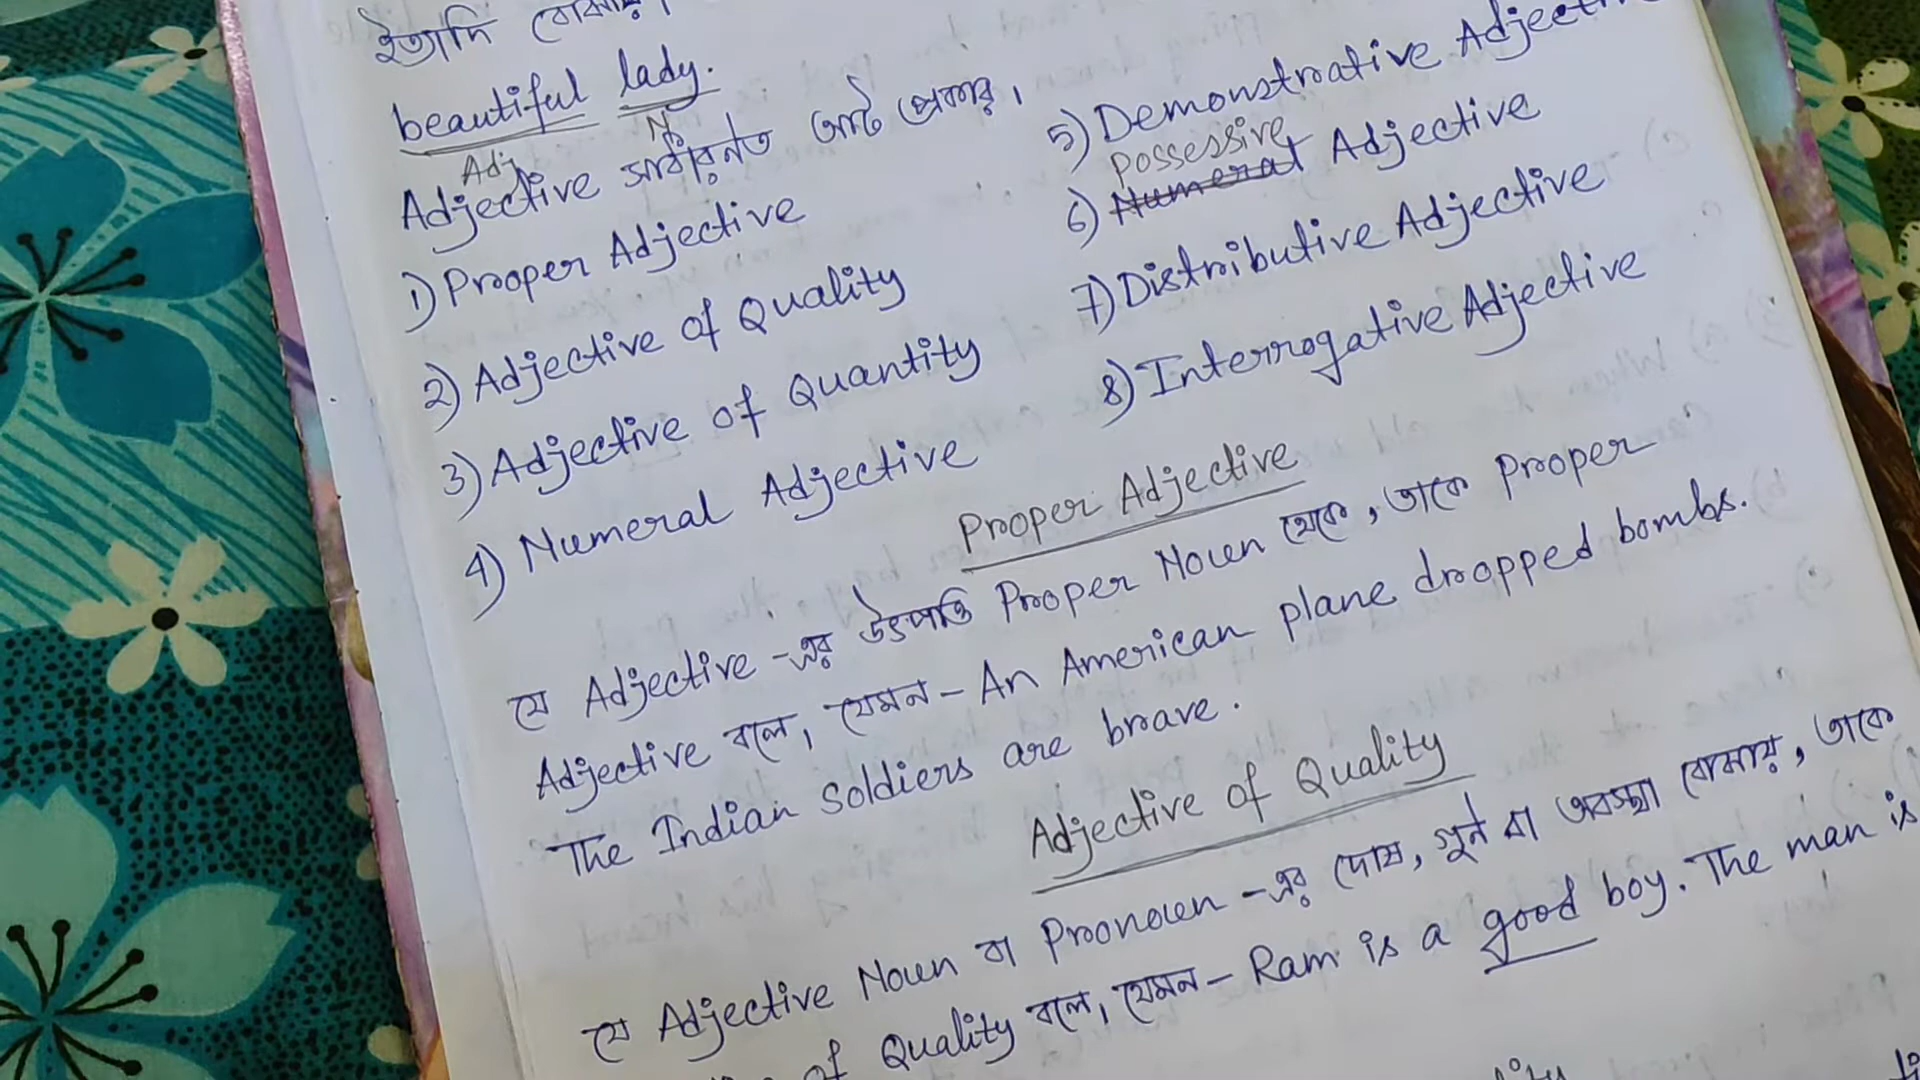 ইত্যাদি বোঝায়।
beautiful lady.
Adj N
Adjective সাধারনত আট প্রকার।
1) Proper Adjective
2) Adjective of Quality
3) Adjective of Quantity
4) Numeral Adjective
5) Demonstrative
possessive
6) Numeral Adjective
7) Distributive Adjective
8) Interrogative Adjective
Proper Adjective
যে Adjective -এর উৎপত্তি Proper Noun থেকে, তাকে Proper
Adjective বলে, যেমন- An American plane dropped bombs.
The Indian Soldiers are brave.
Adjective of Quality
যে Adjective Noun বা Pronoun -এর দোষ, গুন বা অবস্থা বোঝায়, তাকে
of Quality বলে, যেমন- Ram is a good boy. The man is